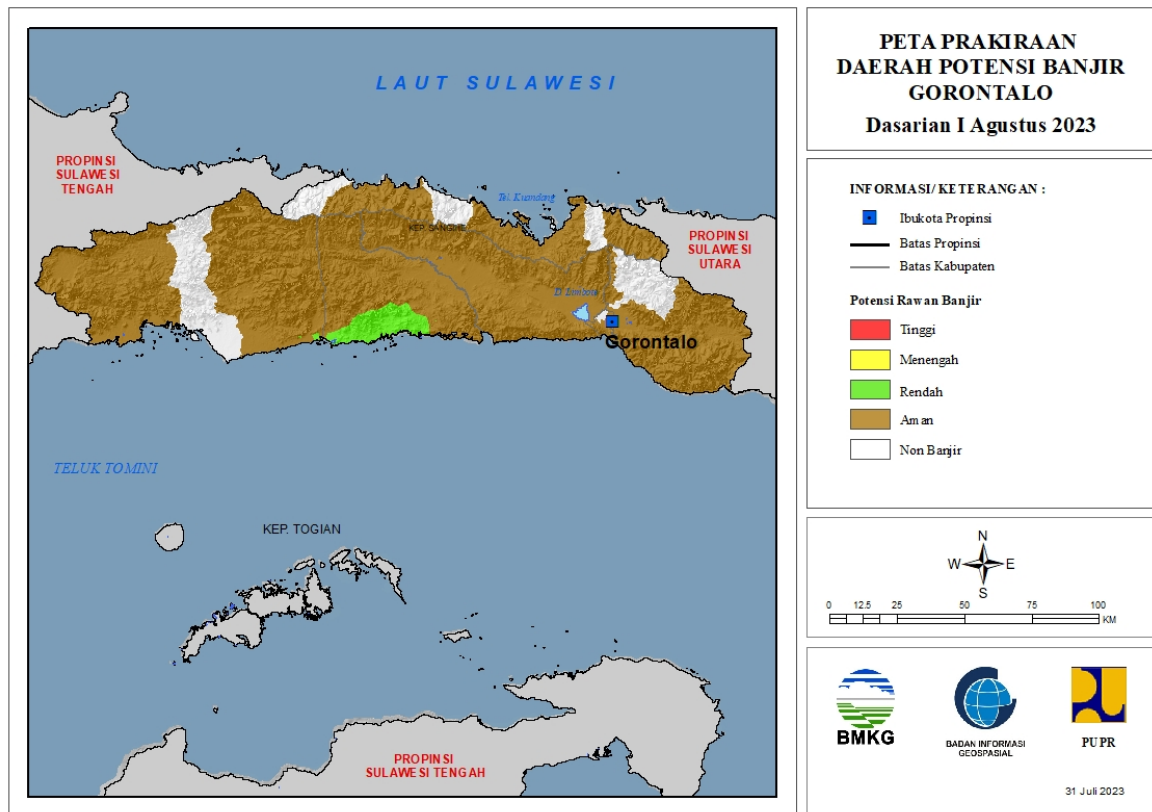 LAUT SULAWESI
PROPINSI
SULAWESI
TENGAH
Tel. Kuandang
KEP. SANGIHE
PROPINSI
SULAWESI
UTARA
D. Limboto
Gorontalo
TELUK TOMINI
KEP. TOGIAN
PROPINSI
SULAWESI TENGAH
PETA PRAKIRAAN
DAERAH POTENSI BANJIR
GORONTALO
Dasarian I Agustus 2023
INFORMASI/ KETERANGAN :
Ibukota Propinsi
Batas Propinsi
Batas Kabupaten
Potensi Rawan Banjir
Tinggi
Menengah
Rendah
Aman
Non Banjir
N
W E
S
0 12.5 25 50 75 100
KM
BMKG
BADAN INFORMASI
GEOSPASIAL
PUPR
31 Juli 2023